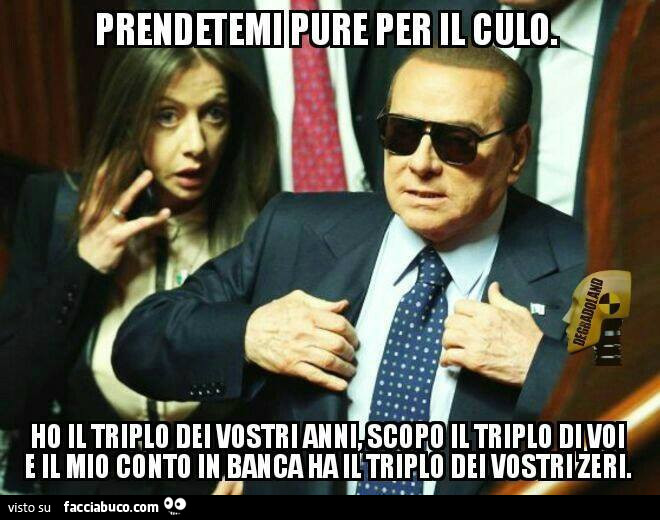 PRENDETEMI PURE PER IL CULO.
DEGRADOLAND
HO IL TRIPLO DEI VOSTRI ANNI, SCOPO IL TRIPLO DI VOI
E IL MIO CONTO IN BANCA HA IL TRIPLO DEI VOSTRI ZERI.
visto su facciabuco.com